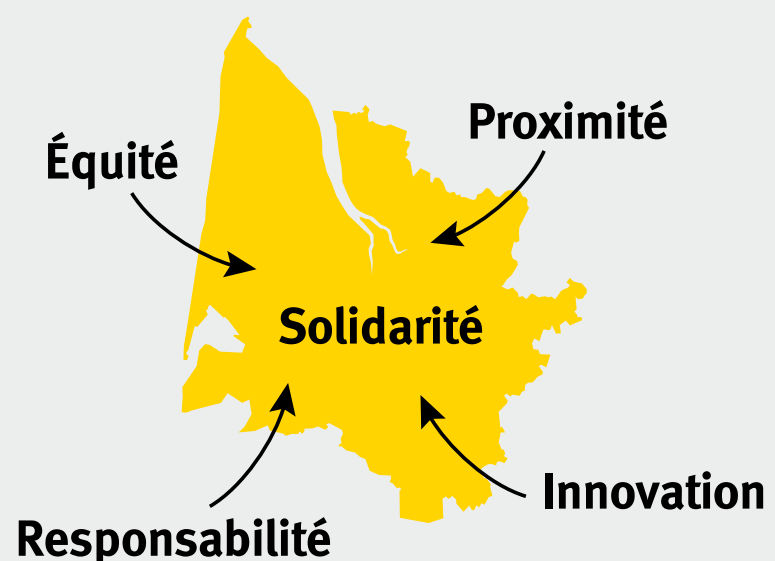 Proximité
Équité
Solidarité
Innovation
Responsabilité